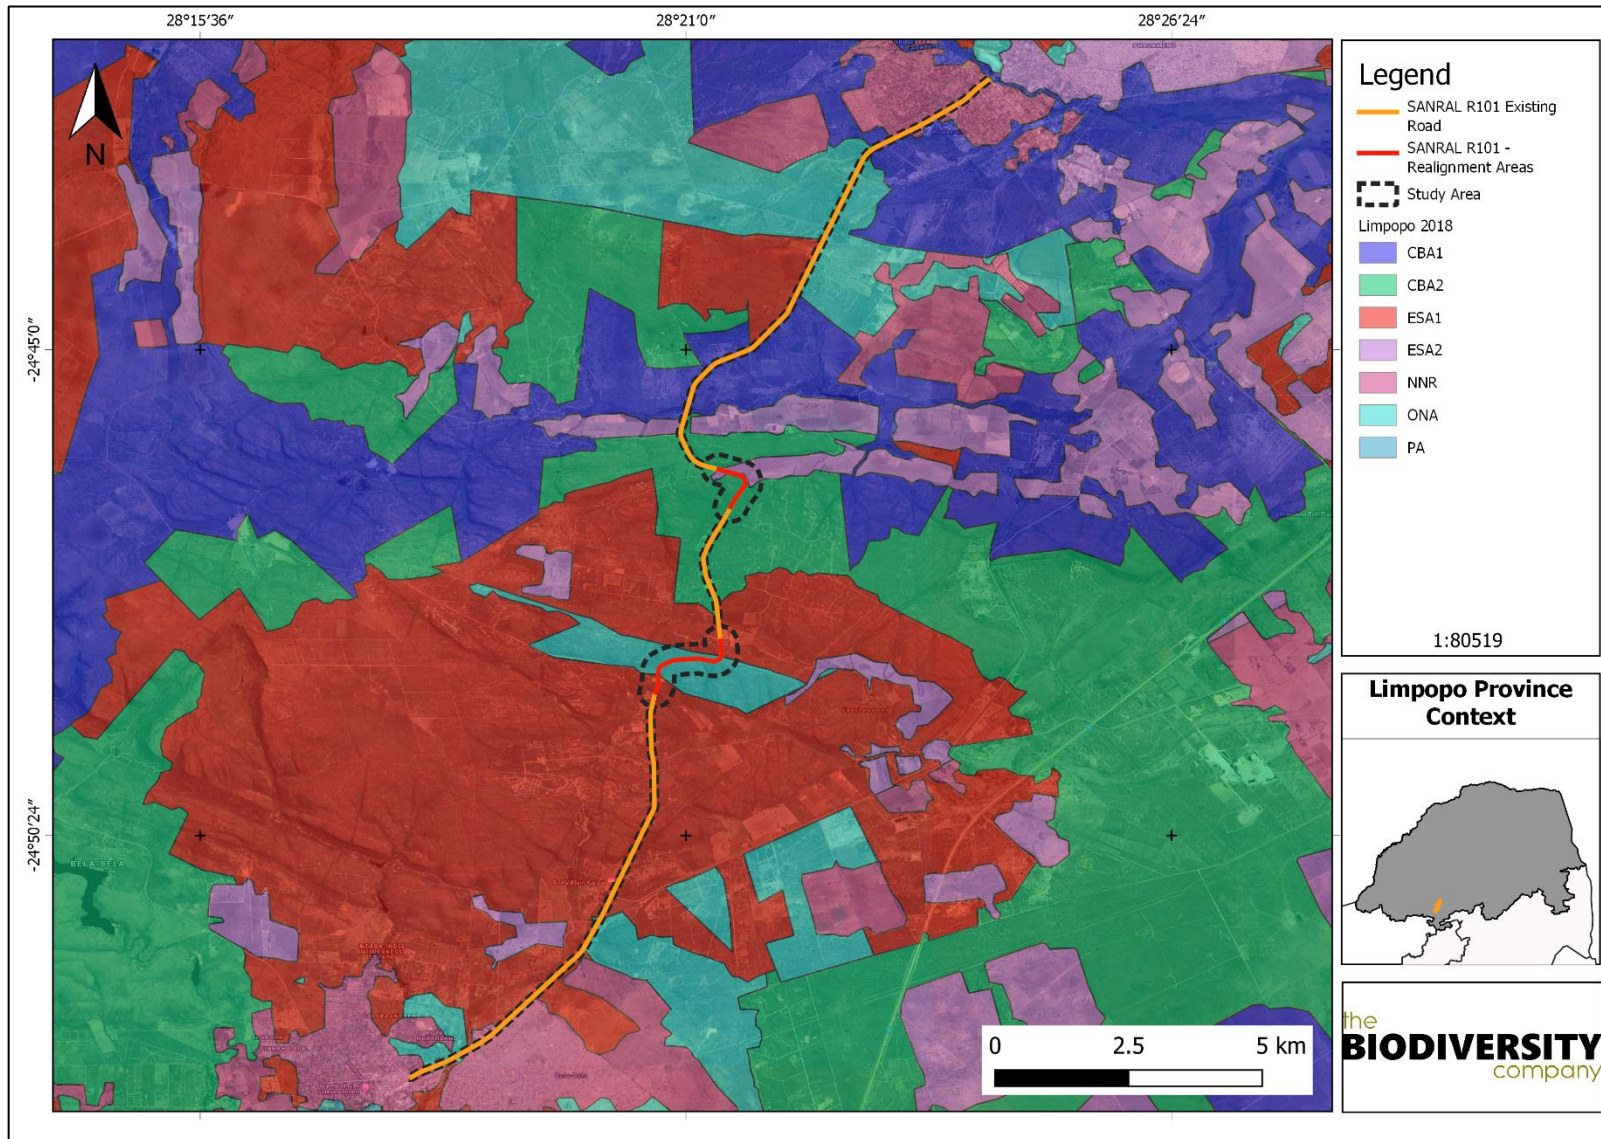 28°15'36" 28°21'0" 28°26'24"
N
-24°45'0"
-24°50'24"
BELA-BELA
Legend
SANRAL R101 Existing
Road
SANRAL R101 -
Realignment Areas
Study Area
Limpopo 2018
CBA1
CBA2
ESA1
ESA2
NNR
ONA
PA
1:80519
Limpopo Province
Context
0 2.5 5 km
the
BIODIVERSITY
company